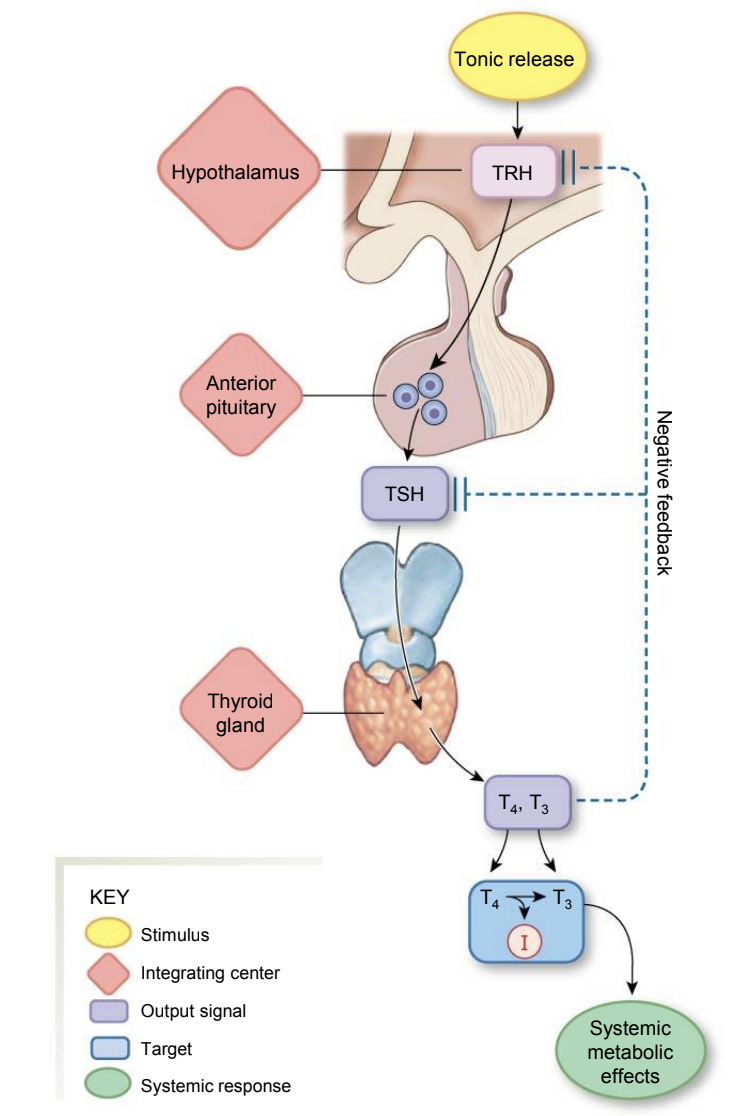 Tonic release
Hypothalamus
TRH
Anterior
pituitary
TSH
Negative feedback
Thyroid
gland
T4, T3
T4 T3
I
Systemic
metabolic
effects
KEY
Stimulus
Integrating center
Output signal
Target
Systemic response